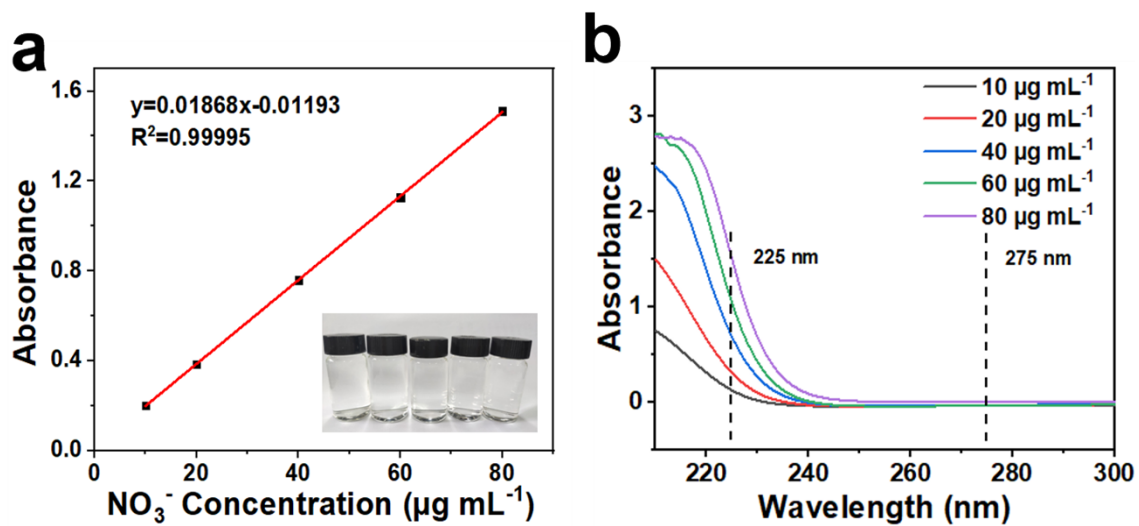 a
y=0.01868x-0.01193
R²=0.99995
1.6
1.2
0.8
0.4
0.0
Absorbance
0 20 40 60 80
NO₃⁻ Concentration (µg mL⁻¹)
b
10 µg mL⁻¹
20 µg mL⁻¹
40 µg mL⁻¹
60 µg mL⁻¹
80 µg mL⁻¹
225 nm
275 nm
3
2
1
0
Absorbance
220 240 260 280 300
Wavelength (nm)